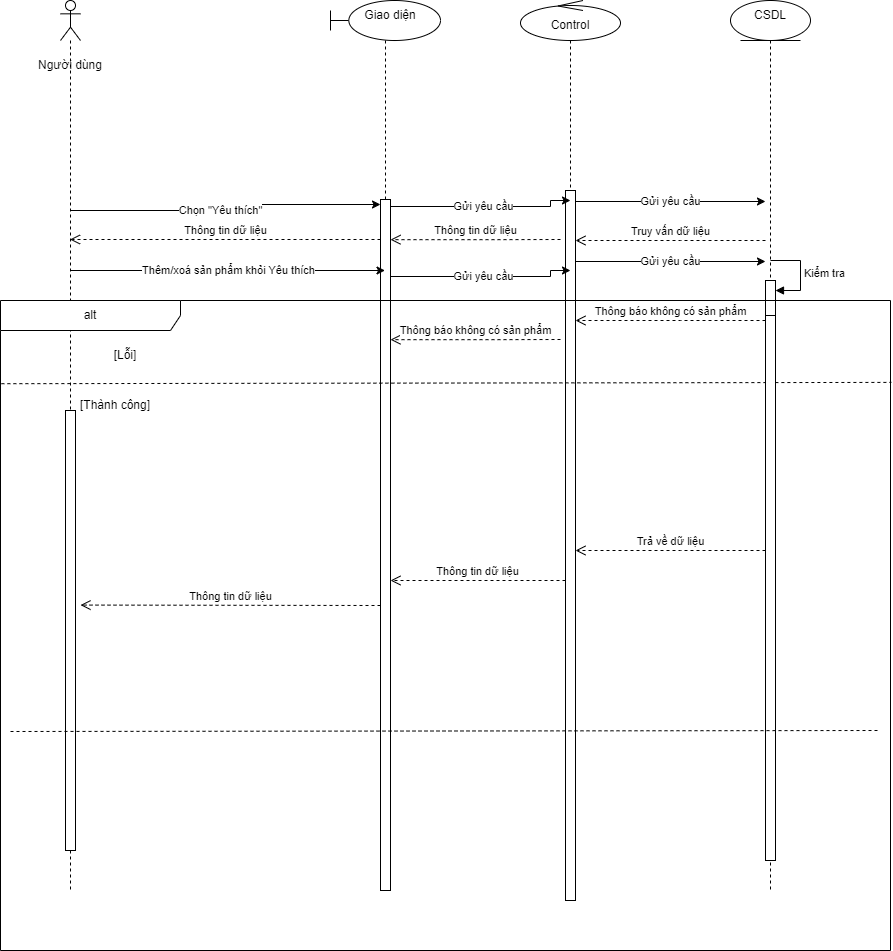 Giao diện
Control
CSDL
Người dùng
Chọn "Yêu thích"
Gửi yêu cầu
Gửi yêu cầu
Thông tin dữ liệu
Thông tin dữ liệu
Truy vấn dữ liệu
Thêm/xoá sản phẩm khỏi Yêu thích
Gửi yêu cầu
Gửi yêu cầu
Kiểm tra
alt
Thông báo không có sản phẩm
Thông báo không có sản phẩm
[Lỗi]
[Thành công]
Trả về dữ liệu
Thông tin dữ liệu
Thông tin dữ liệu